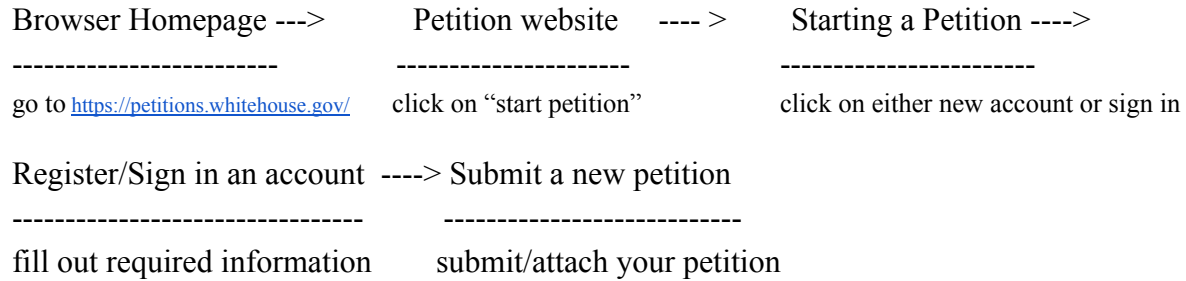 Browser Homepage ---> Petition website ---- > Starting a Petition ---->
------------------------- ---------------------- ------------------------
go to https://petitions.whitehouse.gov/ click on “start petition” click on either new account or sign in
Register/Sign in an account ----> Submit a new petition
--------------------------------- ----------------------------
fill out required information submit/attach your petition